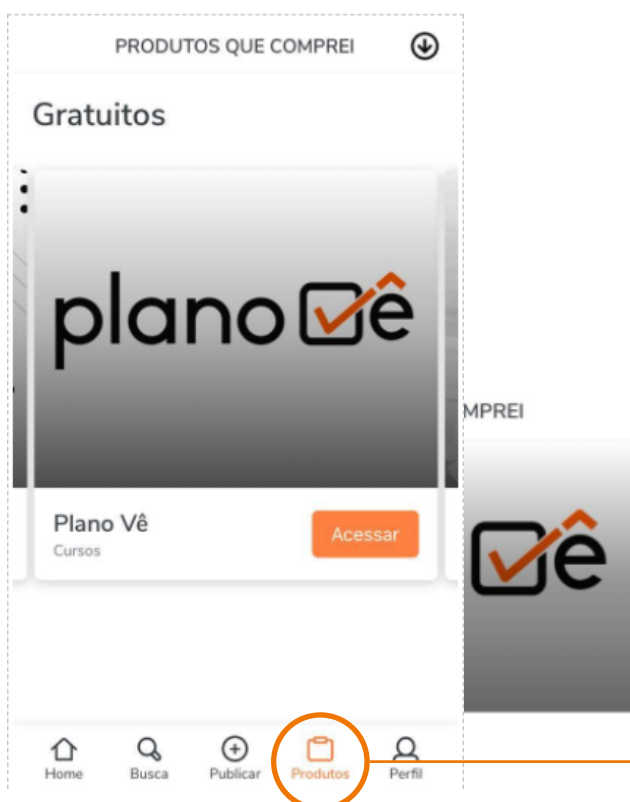 PRODUTOS QUE COMPREI
Gratuitos
plano vê
Plano Vê
Cursos
Acessar
Home
Busca
Publicar
Produtos
Perfil
MPREI
vê